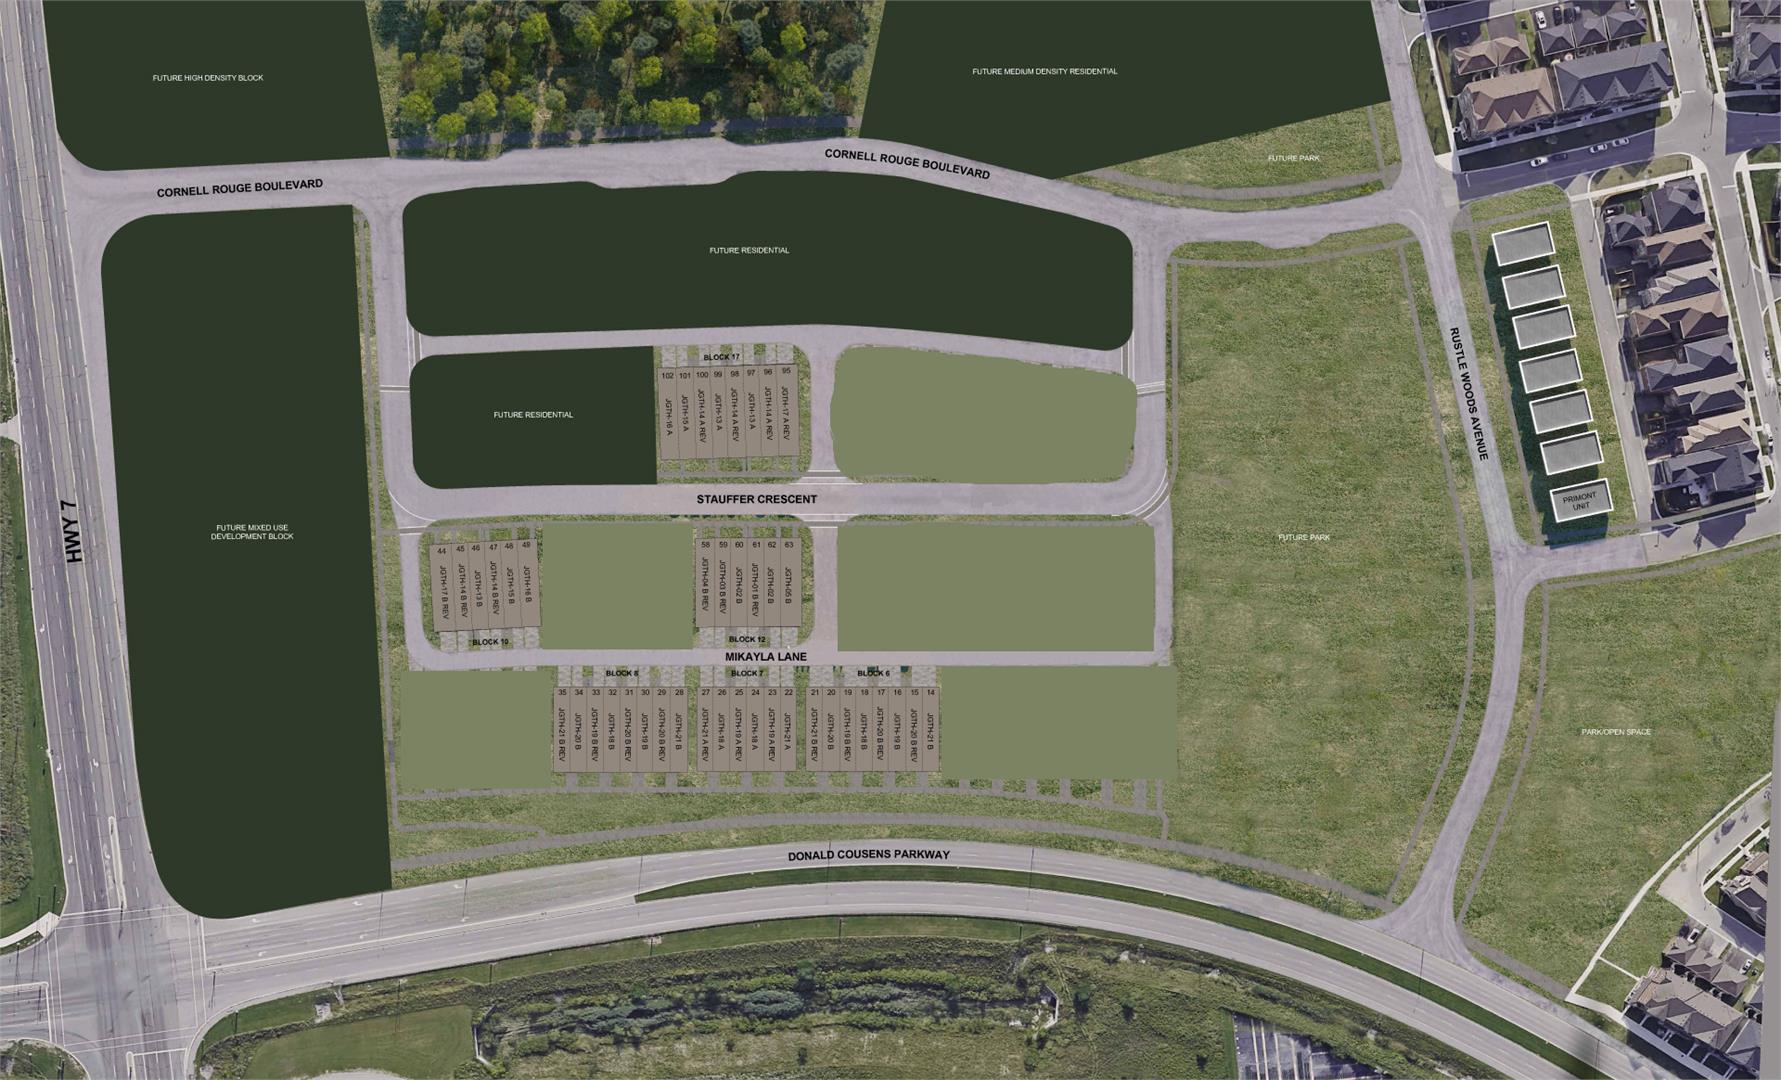 FUTURE HIGH DENSITY BLOCK
FUTURE MEDIUM DENSITY RESIDENTIAL
CORNELL ROUGE BOULEVARD
CORNELL ROUGE BOULEVARD
FUTURE PARK
FUTURE RESIDENTIAL
BLOCK 17
102 101 100 99 98 97 96 95
JGTH-16 A
JGTH-15 A
JGTH-14 A REV
JGTH-13 A
JGTH-14 A REV
JGTH-13 A
JGTH-14 A REV
JGTH-17 A REV
FUTURE RESIDENTIAL
RUSTLE WOODS AVENUE
STAUFFER CRESCENT
PRIMONT
UNIT
HWY 7
FUTURE MIXED USE
DEVELOPMENT BLOCK
FUTURE PARK
44 45 46 47 48 49
JGTH-17 B REV
JGTH-14 B REV
JGTH-13 B
JGTH-14 B REV
JGTH-15 B
JGTH-16 B
BLOCK 10
58 59 60 61 62 63
JGTH-04 B REV
JGTH-03 B REV
JGTH-02 B
JGTH-01 B REV
JGTH-02 B
JGTH-05 B
BLOCK 12
MIKAYLA LANE
BLOCK 8
BLOCK 7
BLOCK 6
35 34 33 32 31 30 29 28
JGTH-21 B REV
JGTH-20 B
JGTH-19 B REV
JGTH-18 B
JGTH-20 B REV
JGTH-19 B
JGTH-20 B REV
JGTH-21 B
27 26 25 24 23 22
JGTH-21 A REV
JGTH-18 A
JGTH-19 A REV
JGTH-18 A
JGTH-19 A REV
JGTH-21 A
21 20 19 18 17 16 15 14
JGTH-21 B REV
JGTH-20 B
JGTH-19 B REV
JGTH-18 B
JGTH-20 B REV
JGTH-19 B
JGTH-20 B REV
JGTH-21 B
PARK/OPEN SPACE
DONALD COUSENS PARKWAY